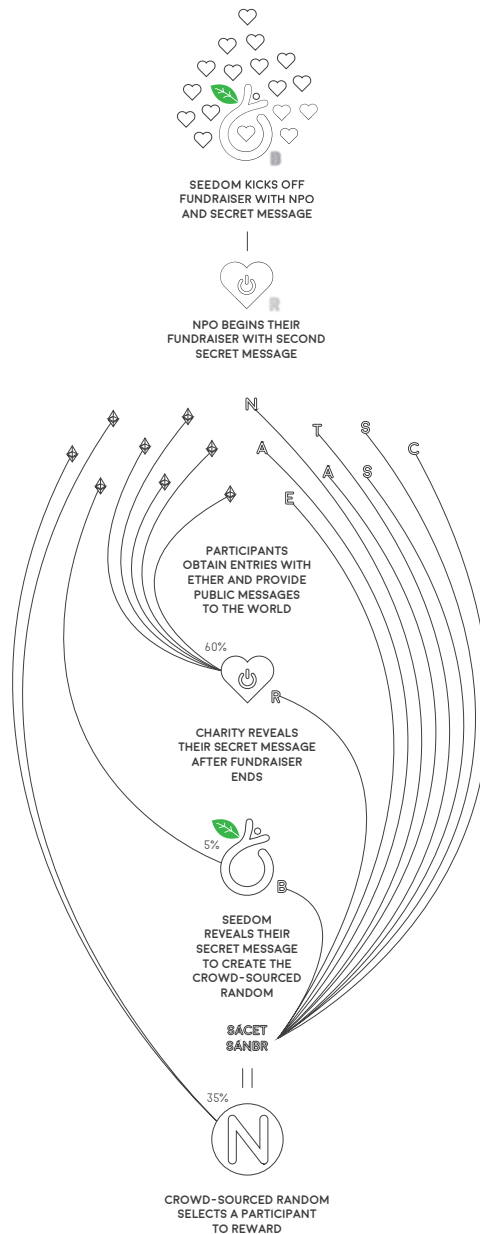 B
SEEDOM KICKS OFF
FUNDRAISER WITH NPO
AND SECRET MESSAGE
R
NPO BEGINS THEIR
FUNDRAISER WITH SECOND
SECRET MESSAGE
N
T S
C
A
A S
E
PARTICIPANTS
OBTAIN ENTRIES WITH
ETHER AND PROVIDE
PUBLIC MESSAGES
TO THE WORLD
60%
R
CHARITY REVEALS
THEIR SECRET MESSAGE
AFTER FUNDRAISER
ENDS
5%
B
SEEDOM
REVEALS THEIR
SECRET MESSAGE
TO CREATE THE
CROWD-SOURCED
RANDOM
SÁCET
SÁNBR
35%
N
CROWD-SOURCED RANDOM
SELECTS A PARTICIPANT
TO REWARD